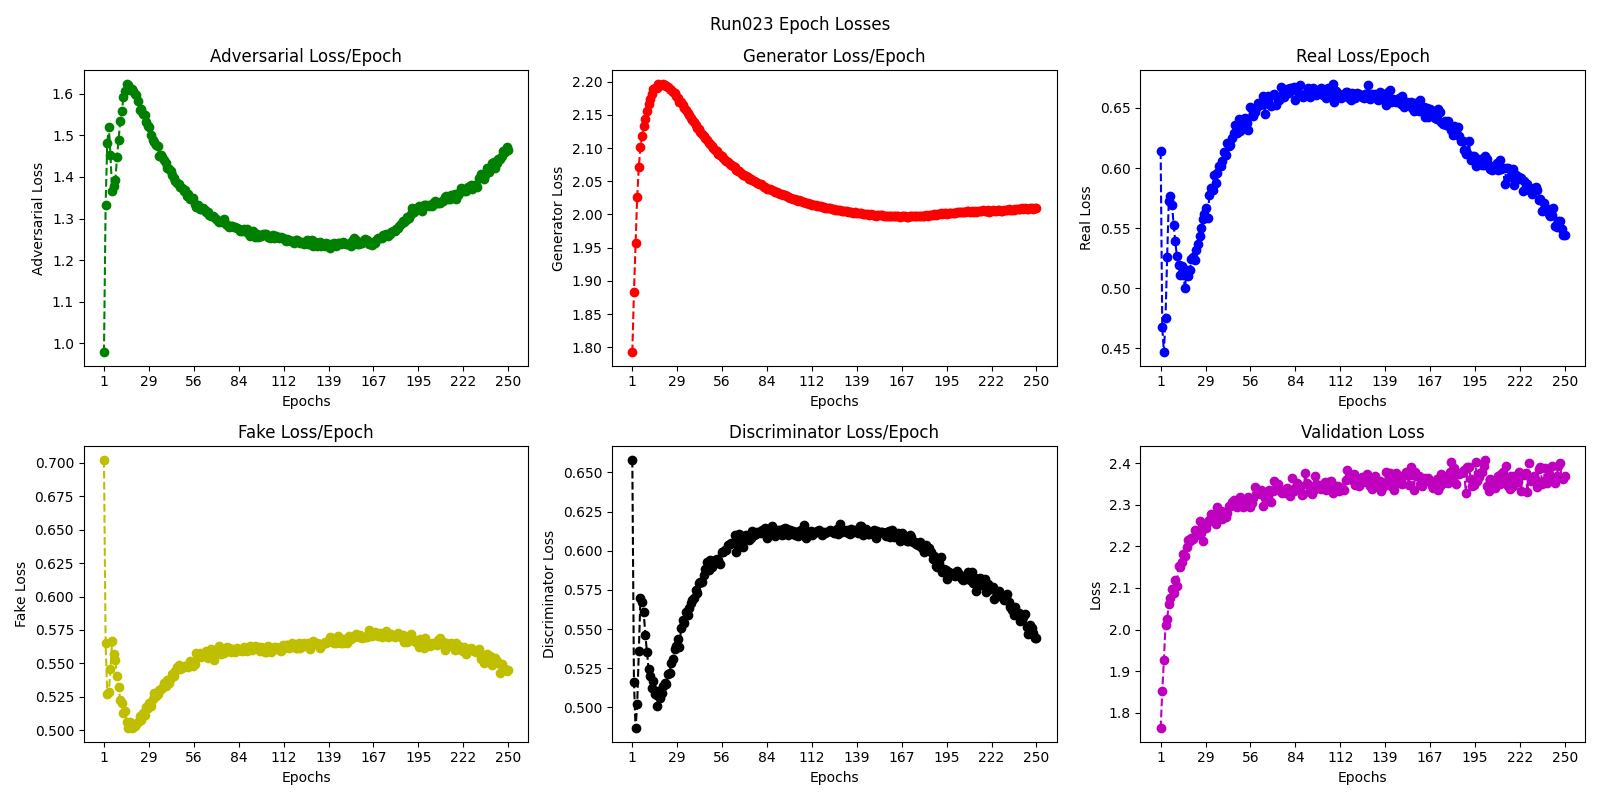 Run023 Epoch Losses
Adversarial Loss/Epoch
Adversarial Loss
1.6
1.5
1.4
1.3
1.2
1.1
1.0
1 29 56 84 112 139 167 195 222 250
Epochs
Generator Loss/Epoch
Generator Loss
2.20
2.15
2.10
2.05
2.00
1.95
1.90
1.85
1.80
1 29 56 84 112 139 167 195 222 250
Epochs
Real Loss/Epoch
Real Loss
0.65
0.60
0.55
0.50
0.45
1 29 56 84 112 139 167 195 222 250
Epochs
Fake Loss/Epoch
Fake Loss
0.700
0.675
0.650
0.625
0.600
0.575
0.550
0.525
0.500
1 29 56 84 112 139 167 195 222 250
Epochs
Discriminator Loss/Epoch
Discriminator Loss
0.650
0.625
0.600
0.575
0.550
0.525
0.500
1 29 56 84 112 139 167 195 222 250
Epochs
Validation Loss
Loss
2.4
2.3
2.2
2.1
2.0
1.9
1.8
1 29 56 84 112 139 167 195 222 250
Epochs